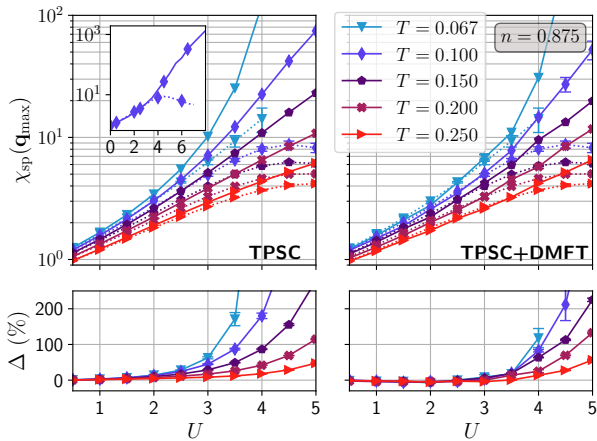 10^2
10^1
10^0
χ_sp(q_max)
10^3
10^1
0 2 4 6
TPSC
T = 0.067
T = 0.100
T = 0.150
T = 0.200
T = 0.250
n = 0.875
TPSC+DMFT
200
100
0
Δ (%)
1 2 3 4 5
U
1 2 3 4 5
U